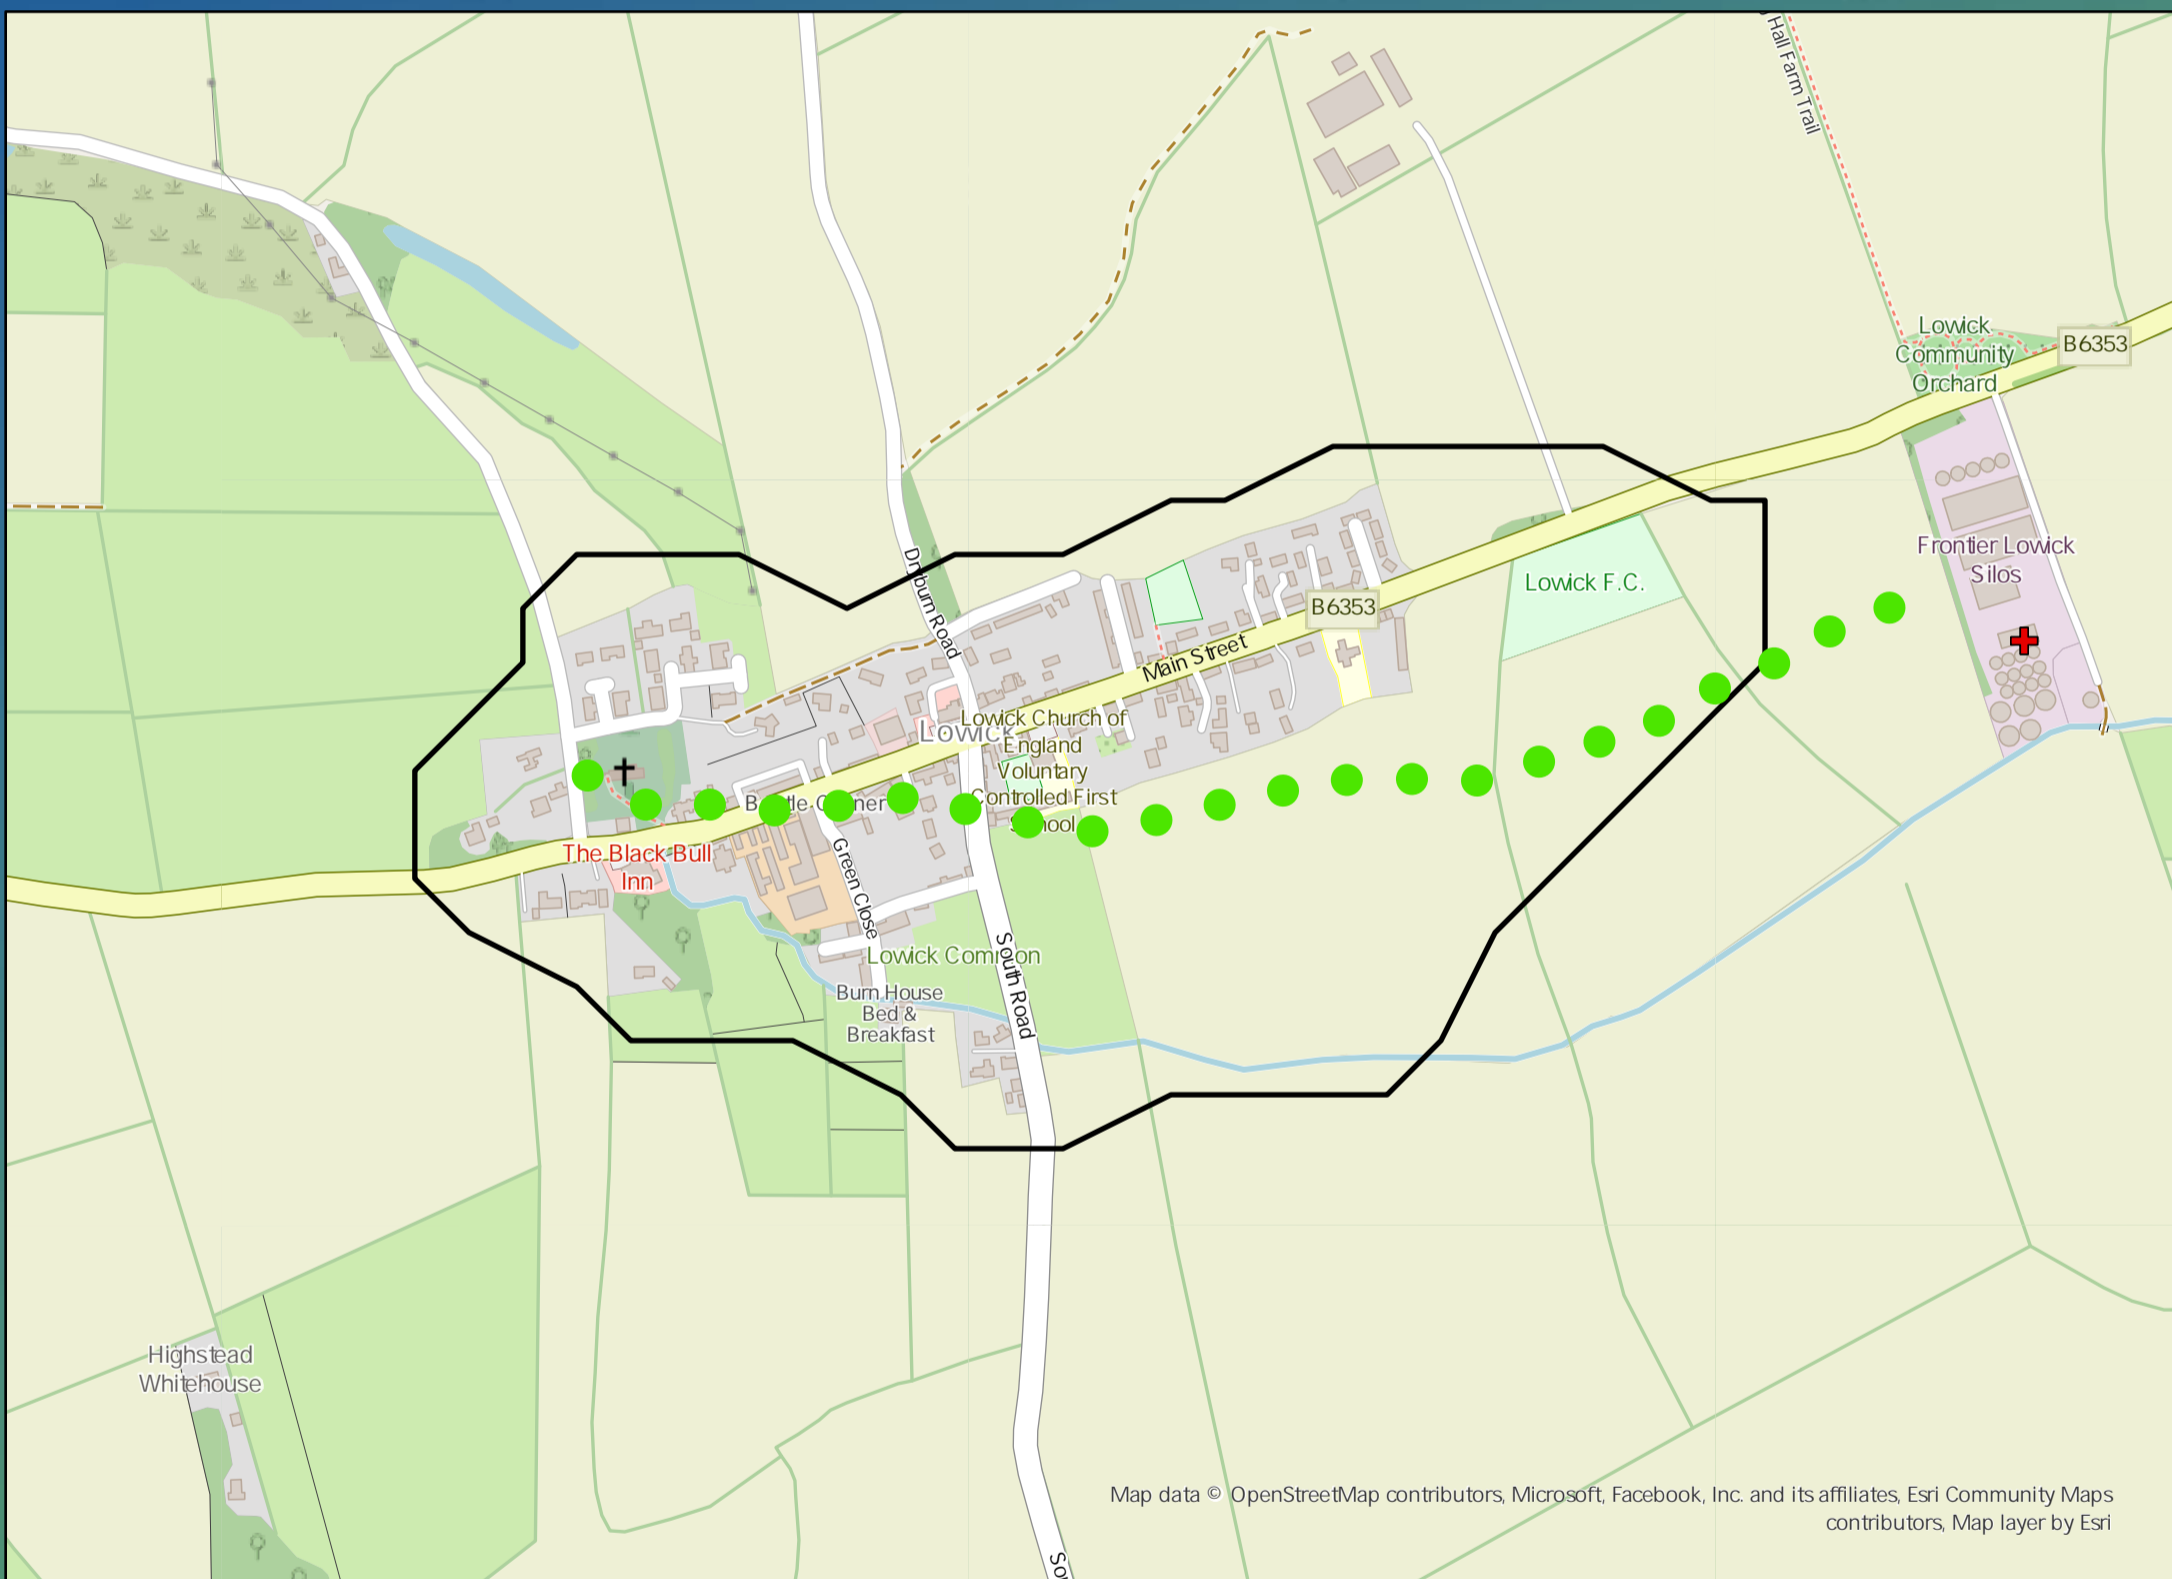 Hall Farm Trail
Lowick
Community
Orchard
B6353
Frontier Lowick
Silos
Lowick F.C.
B6353
Dryburn Road
Main Street
Lowick
Lowick Church of
England
Voluntary
Controlled First
School
Green Close
The Black Bull
Inn
Lowick Common
South Road
Burn House
Bed &
Breakfast
Highstead
Whitehouse
Map data © OpenStreetMap contributors, Microsoft, Facebook, Inc. and its affiliates, Esri Community Maps
contributors, Map layer by Esri